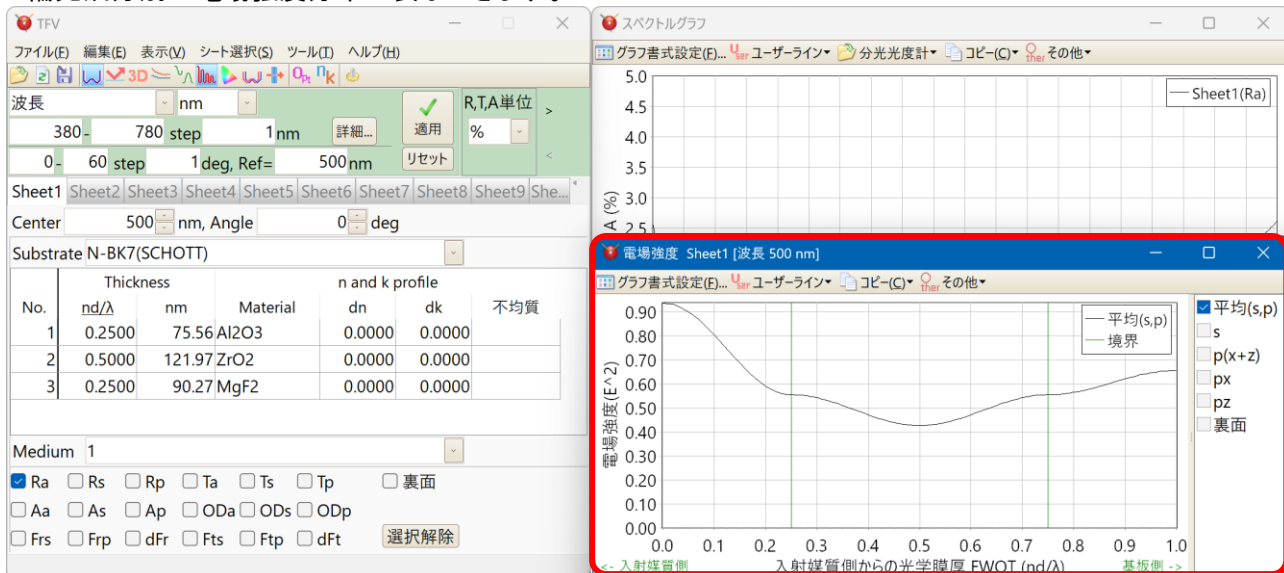 TFV
ファイル(F) 編集(E) 表示(V) シート選択(S) ツール(T) ヘルプ(H)
3D Opt nk
波長 nm
R,T,A単位
380- 780 step 1 nm 詳細... 適用 % >
0- 60 step 1 deg, Ref= 500 nm リセット <
Sheet1 Sheet2 Sheet3 Sheet4 Sheet5 Sheet6 Sheet7 Sheet8 Sheet9 She...
Center 500 nm, Angle 0 deg
Substrate N-BK7(SCHOTT)
Thickness n and k profile
No. nd/λ nm Material dn dk 不均質
1 0.2500 75.56 Al2O3 0.0000 0.0000
2 0.5000 121.97 ZrO2 0.0000 0.0000
3 0.2500 90.27 MgF2 0.0000 0.0000
Medium 1
Ra Rs Rp Ta Ts Tp 裏面
Aa As Ap ODa ODs ODp
Frs Frp dFr Fts Ftp dFt 選択解除
スペクトルグラフ
グラフ書式設定(F)... User ユーザーライン 分光光度計 コピー(C) Other その他
5.0
4.5
4.0
3.5
3.0
2.5
A (%)
Sheet1(Ra)
電場強度 Sheet1 [波長 500 nm]
グラフ書式設定(F)... User ユーザーライン コピー(C) Other その他
0.90
0.80
0.70
0.60
0.50
0.40
0.30
0.20
0.10
0.00
電場強度(E^2)
平均(s,p)
境界
0.0 0.1 0.2 0.3 0.4 0.5 0.6 0.7 0.8 0.9 1.0
<- 入射媒質側 入射媒質側からの光学膜厚 FWOT (nd/λ) 基板側 ->
平均(s,p)
s
p(x+z)
px
pz
裏面